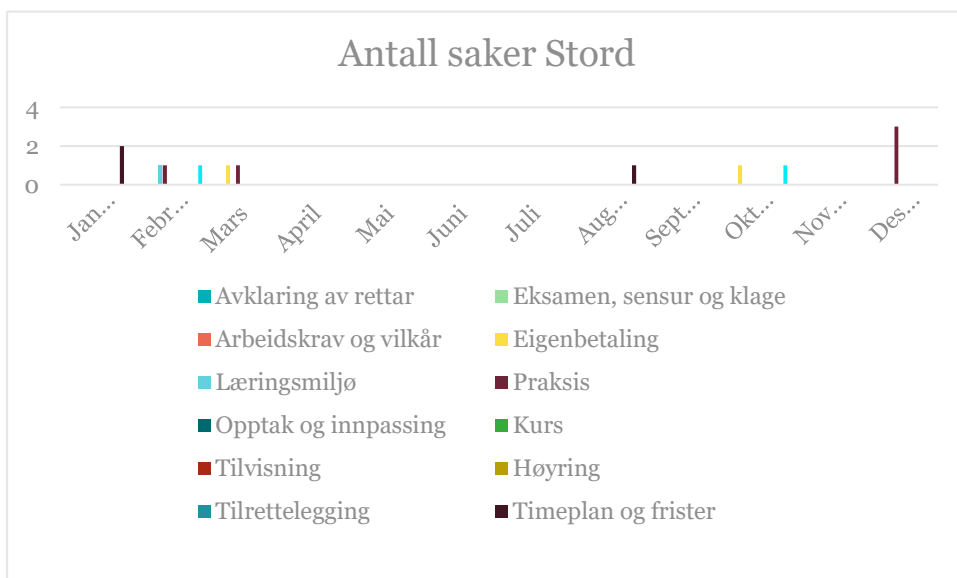 Antall saker Stord
4
2
0
Jan...
Febr...
Mars
April
Mai
Juni
Juli
Aug...
Sept...
Okt...
Nov...
Des...
Avklaring av rettar
Eksamen, sensur og klage
Arbeidskrav og vilkår
Eigenbetaling
Læringsmiljø
Praksis
Opptak og innpassing
Kurs
Tilvisning
Høyring
Tilrettelegging
Timeplan og frister